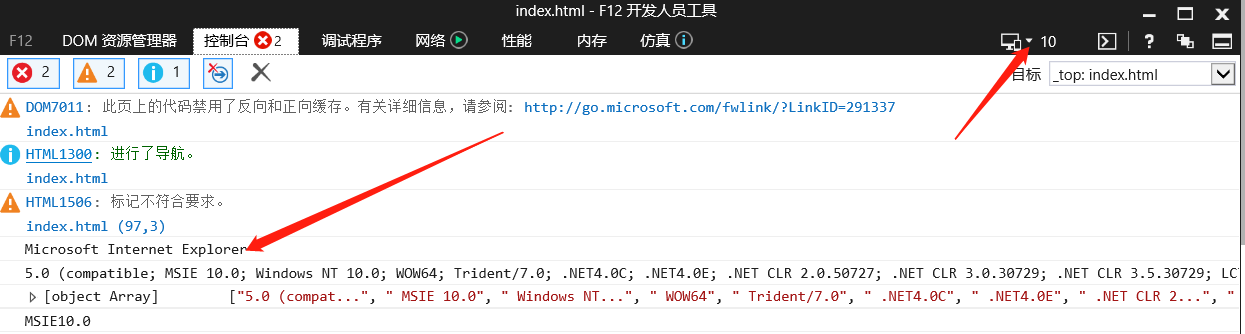 index.html - F12 开发人员工具
F12 DOM 资源管理器 控制台 2 调试程序 网络 性能 内存 仿真 10 ?
2 2 1 目标 _top: index.html
DOM7011: 此页上的代码禁用了反向和正向缓存。有关详细信息，请参阅: http://go.microsoft.com/fwlink/?LinkID=291337
index.html
HTML1300: 进行了导航。
index.html
HTML1506: 标记不符合要求。
index.html (97,3)
Microsoft Internet Explorer
5.0 (compatible; MSIE 10.0; Windows NT 10.0; WOW64; Trident/7.0; .NET4.0C; .NET4.0E; .NET CLR 2.0.50727; .NET CLR 3.0.30729; .NET CLR 3.5.30729; LCT
[object Array] ["5.0 (compat...", " MSIE 10.0", " Windows NT...", " WOW64", " Trident/7.0", " .NET4.0C", " .NET4.0E", " .NET CLR 2...", "
MSIE10.0